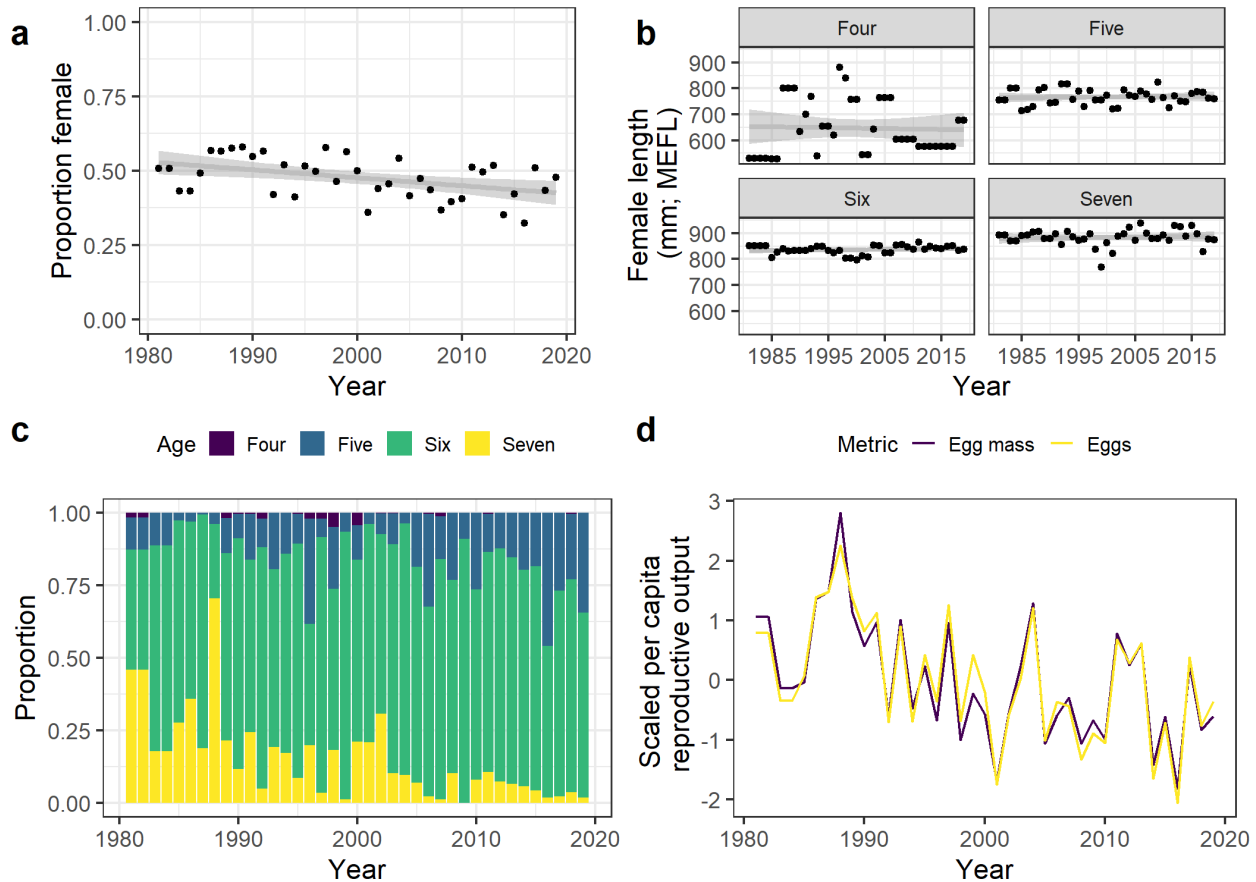 a
1.00
0.75
0.50
0.25
0.00
Proportion female
1980 1990 2000 2010 2020
Year
b
Four Five
900
800
700
600
Six Seven
900
800
700
600
Female length
(mm; MEFL)
1985 1995 2005 2015 1985 1995 2005 2015
Year
c
Age Four Five Six Seven
1.00
0.75
0.50
0.25
0.00
Proportion
1980 1990 2000 2010 2020
Year
d
Metric Egg mass Eggs
3
2
1
0
-1
-2
Scaled per capita
reproductive output
1980 1990 2000 2010 2020
Year